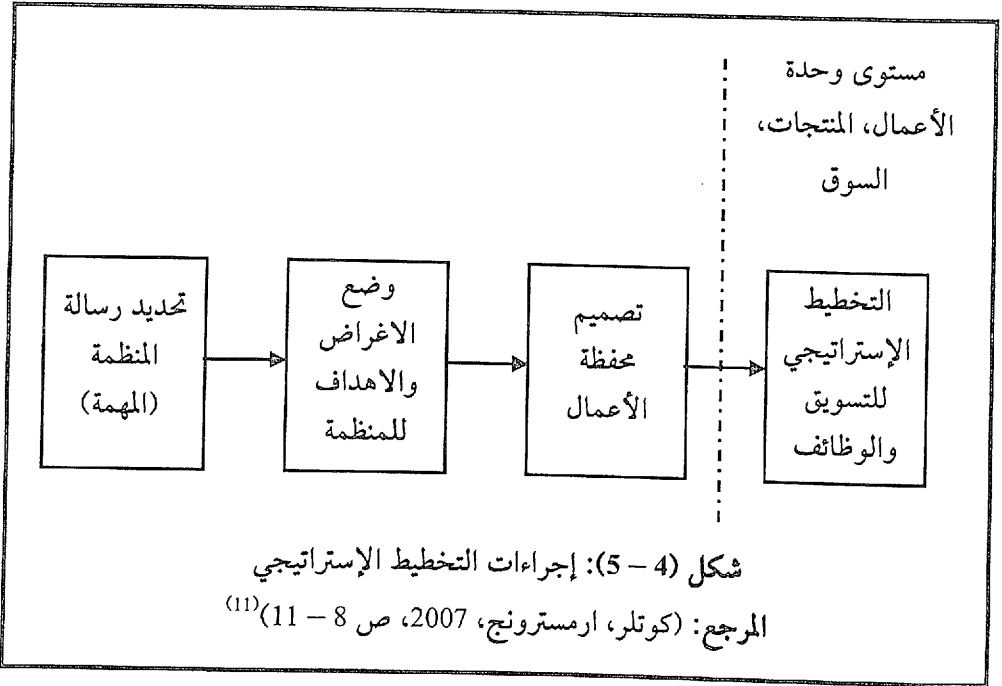 مستوى وحدة
الأعمال، المنتجات،
السوق
تحديد رسالة
المنظمة
(المهمة)
وضع
الاغراض
والاهداف
للمنظمة
تصميم
محفظة
الأعمال
التخطيط
الإستراتيجي
للتسويق
والوظائف
شكل (4 – 5): إجراءات التخطيط الإستراتيجي
المرجع: (كوتلر، ارمسترونج، 2007، ص 8 – 11)(11)